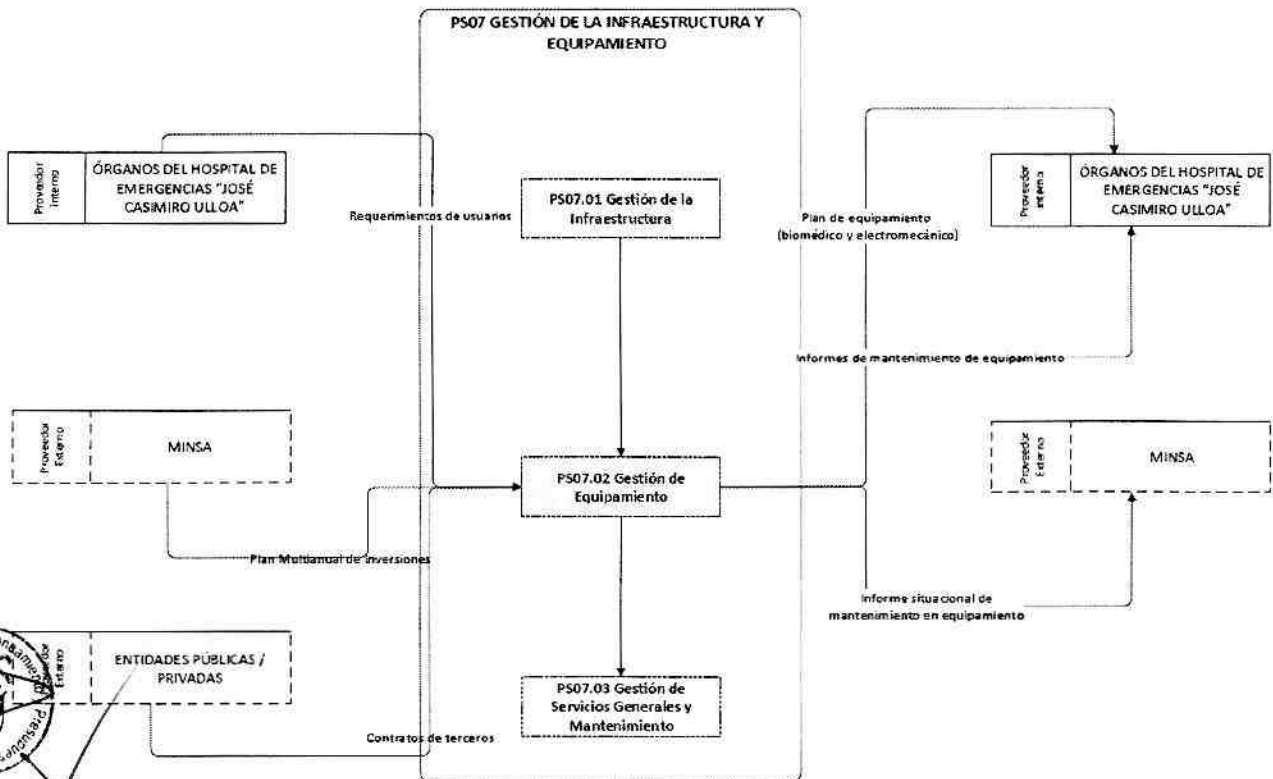 PS07 GESTIÓN DE LA INFRAESTRUCTURA Y
EQUIPAMIENTO
Proveedor
Interno
ÓRGANOS DEL HOSPITAL DE
EMERGENCIAS "JOSÉ
CASIMIRO ULLOA"
Requerimientos de usuarios
PS07.01 Gestión de la
Infraestructura
Plan de equipamiento
(biomédico y electromecánico)
Proveedor
Interno
ÓRGANOS DEL HOSPITAL DE
EMERGENCIAS "JOSÉ
CASIMIRO ULLOA"
Informes de mantenimiento de equipamiento
Proveedor
Externo
MINSA
Plan Multianual de Inversiones
PS07.02 Gestión de
Equipamiento
Proveedor
Externo
MINSA
Informe situacional de
mantenimiento en equipamiento
Proveedor
Externo
ENTIDADES PÚBLICAS /
PRIVADAS
Contratos de terceros
PS07.03 Gestión de
Servicios Generales y
Mantenimiento